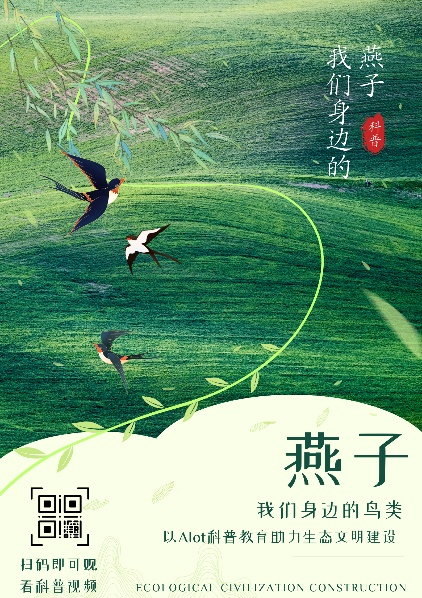 燕子
我们身边的
科普
燕子
我们身边的鸟类
以AIot科普教育助力生态文明建设
扫码即可观
看科普视频
ECOLOGICAL CIVILIZATION CONSTRUCTION